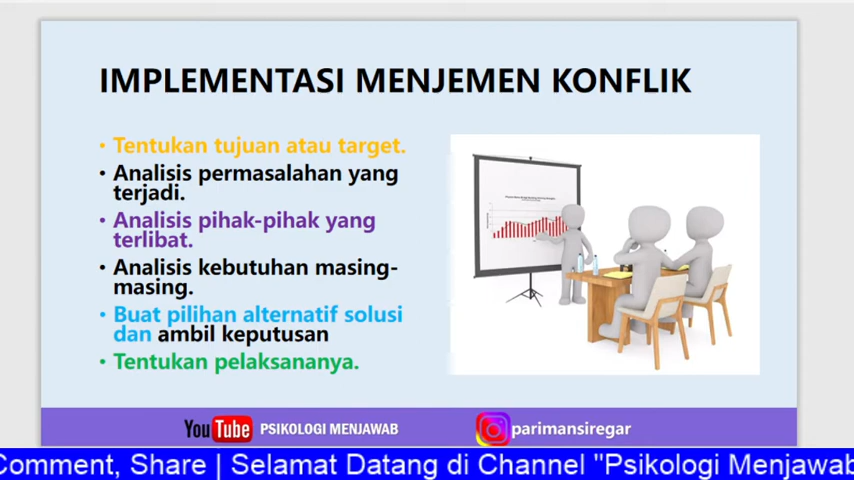 IMPLEMENTASI MENJEMEN KONFLIK
• Tentukan tujuan atau target.
• Analisis permasalahan yang
terjadi.
• Analisis pihak-pihak yang
terlibat.
• Analisis kebutuhan masing-
masing.
• Buat pilihan alternatif solusi
dan ambil keputusan
• Tentukan pelaksananya.
YouTube PSIKOLOGI MENJAWAB
parimansiregar
Comment, Share | Selamat Datang di Channel "Psikologi Menjawab